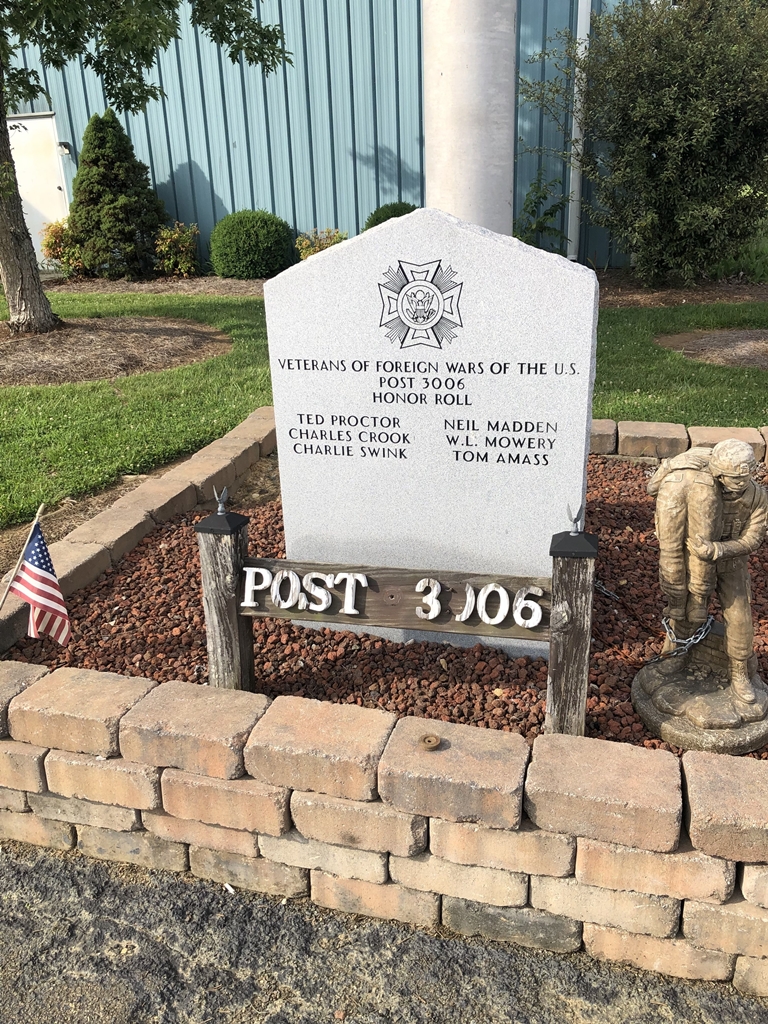 VETERANS OF FOREIGN WARS OF THE U.S.
POST 3006
HONOR ROLL
TED PROCTOR
CHARLES CROOK
CHARLIE SWINK
NEIL MADDEN
W.L. MOWERY
TOM AMASS
POST 3006